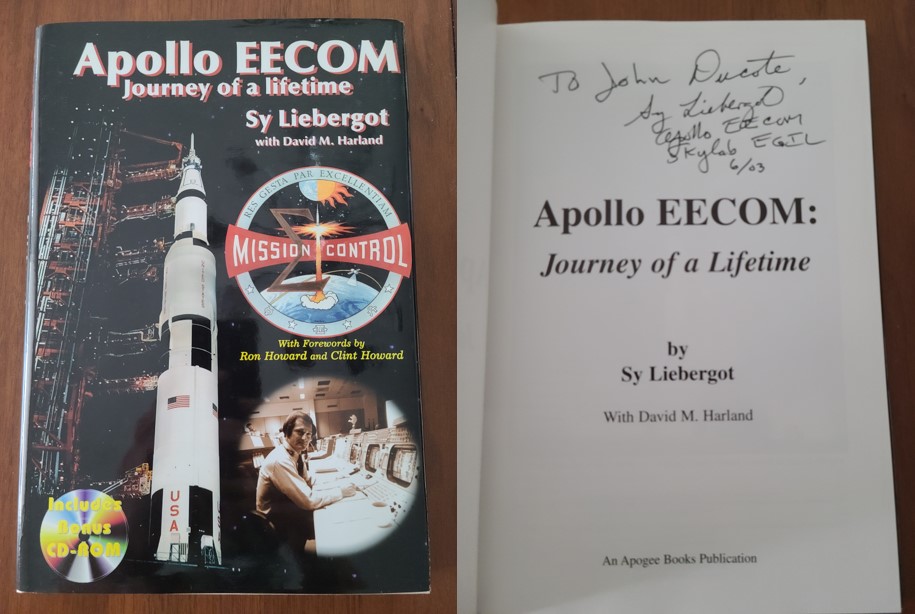 Apollo EECOM
Journey of a lifetime
Sy Liebergot
with David M. Harland
RES GESTA PAR EXCELLENTIAM
MISSION CONTROL
With Forewords by
Ron Howard and Clint Howard
USA
Includes
Bonus
CD-ROM
To John Ducote,
Sy Liebergot
Apollo EECOM
Skylab EGIL
6/03
Apollo EECOM:
Journey of a Lifetime
by
Sy Liebergot
With David M. Harland
An Apogee Books Publication